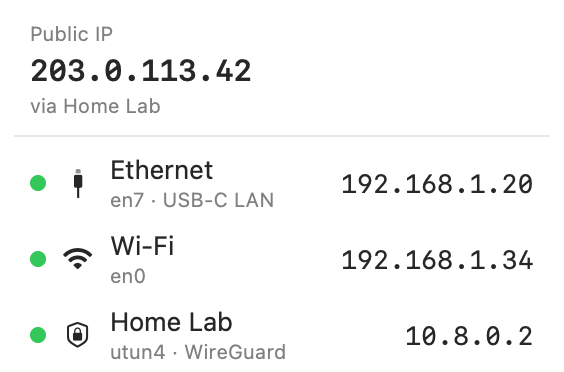 Public IP
203.0.113.42
via Home Lab
Ethernet
en7 · USB-C LAN
192.168.1.20
Wi-Fi
en0
192.168.1.34
Home Lab
utun4 · WireGuard
10.8.0.2